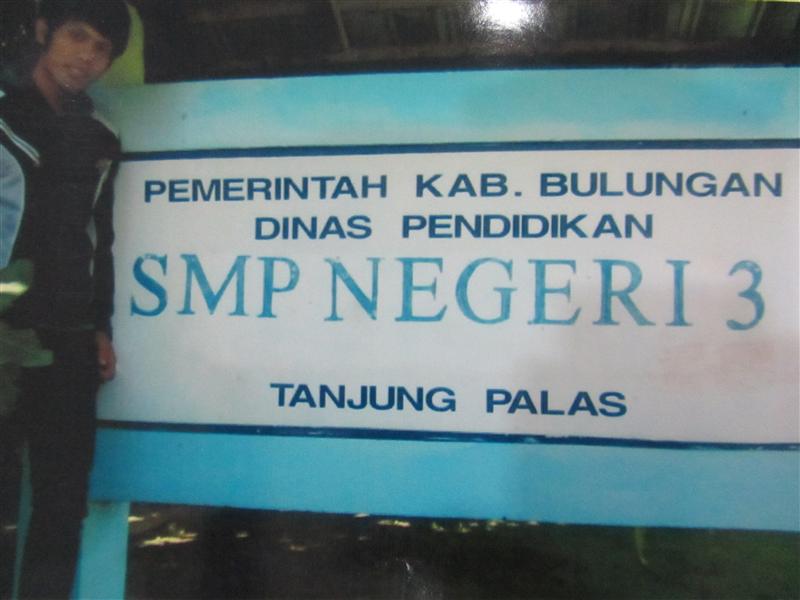 PEMERINTAH KAB. BULUNGAN
DINAS PENDIDIKAN
SMP NEGERI 3
TANJUNG PALAS